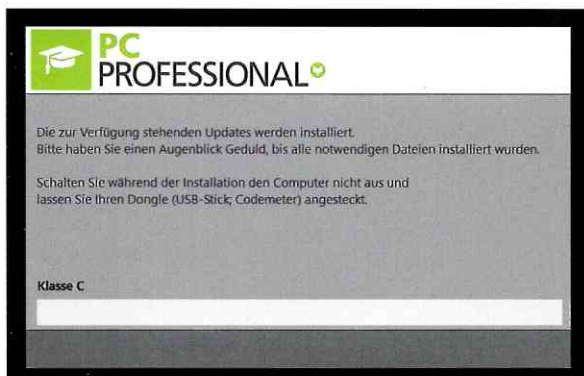 PC
PROFESSIONAL
Die zur Verfügung stehenden Updates werden installiert.
Bitte haben Sie einen Augenblick Geduld, bis alle notwendigen Dateien installiert wurden.
Schalten Sie während der Installation den Computer nicht aus und
lassen Sie Ihren Dongle (USB-Stick; Codemeter) angesteckt.
Klasse C